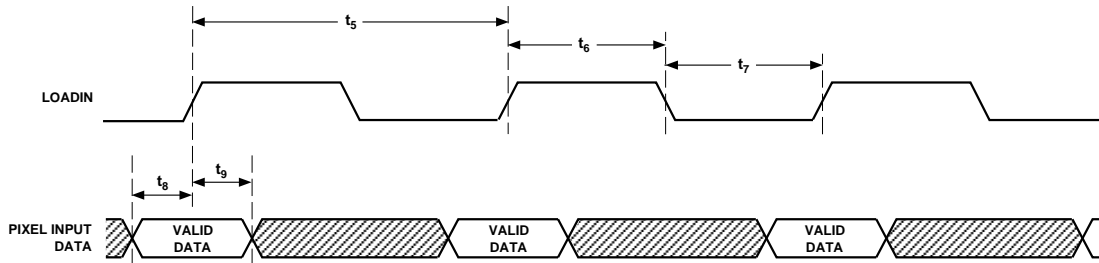 t5
t6
t7
LOADIN
t8
t9
PIXEL INPUT
DATA
VALID
DATA
VALID
DATA
VALID
DATA